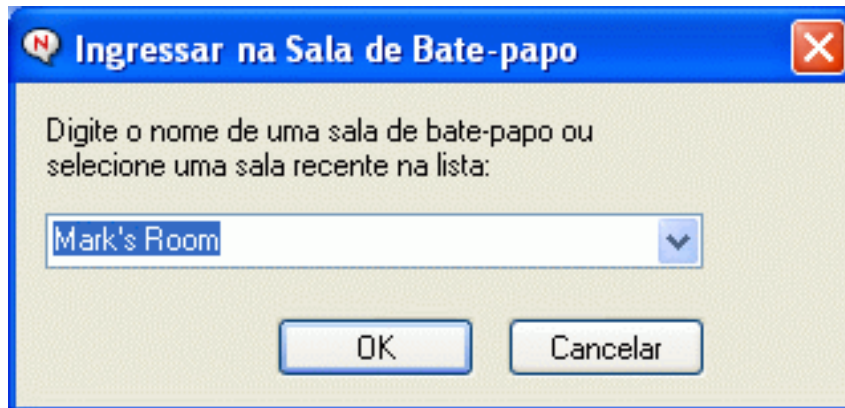 N Ingressar na Sala de Bate-papo
Digite o nome de uma sala de bate-papo ou
selecione uma sala recente na lista:
Mark's Room
OK Cancelar